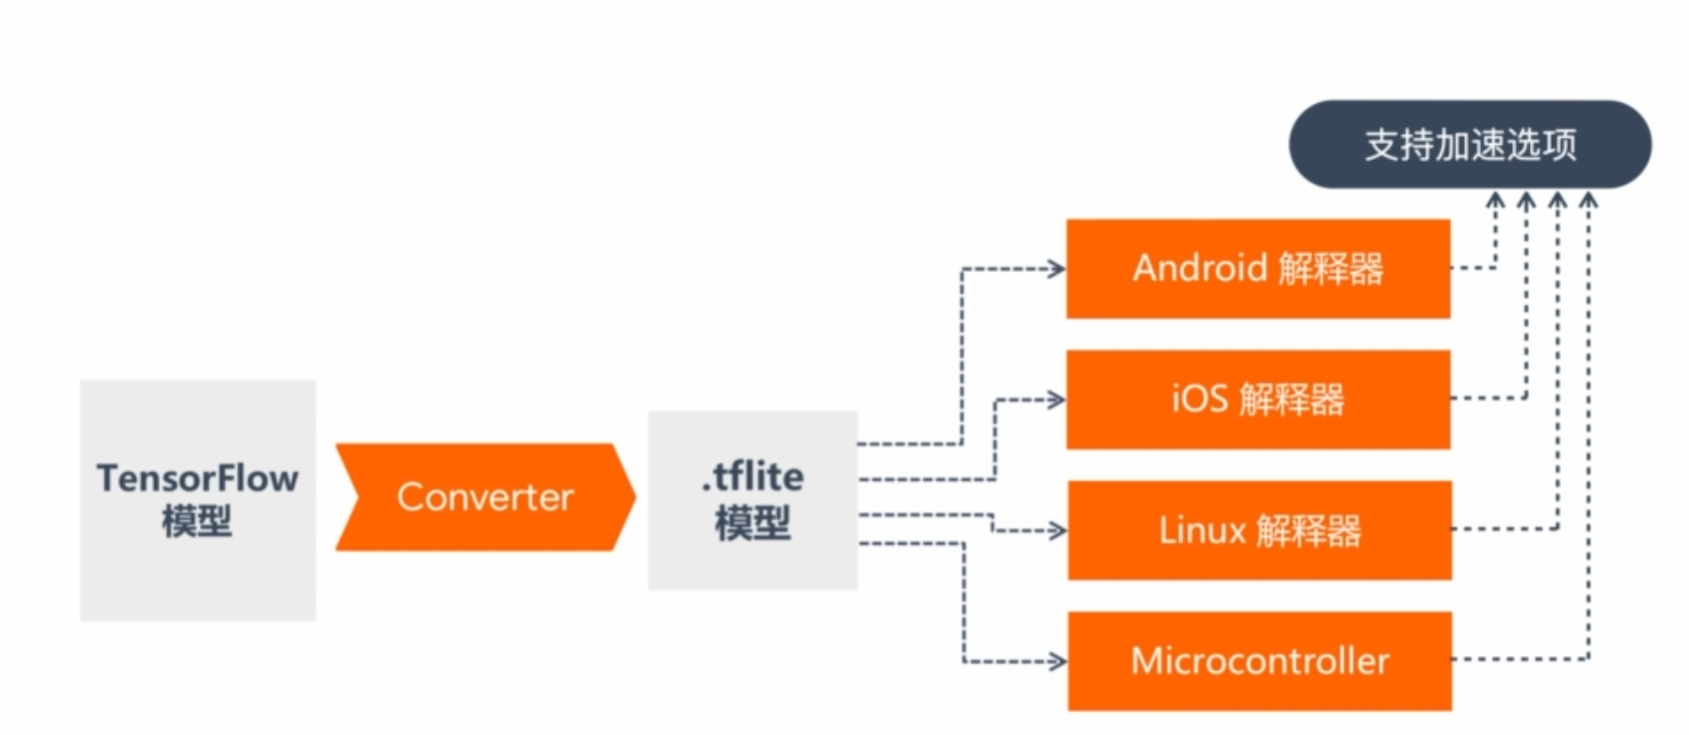 支持加速选项
Android 解释器
iOS 解释器
TensorFlow
模型
Converter
.tflite
模型
Linux 解释器
Microcontroller